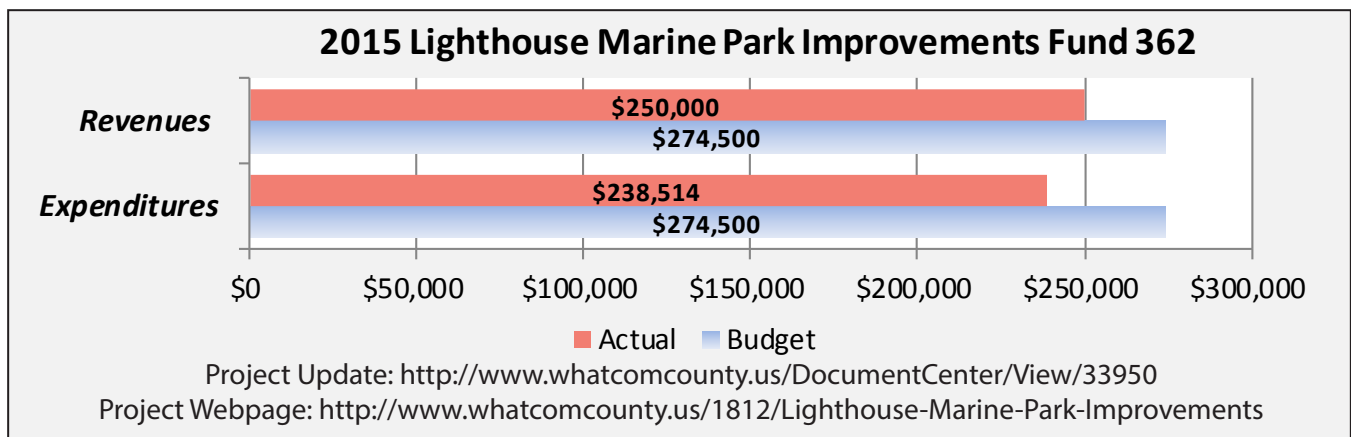 2015 Lighthouse Marine Park Improvements Fund 362
Revenues
$250,000
$274,500
Expenditures
$238,514
$274,500
$0 $50,000 $100,000 $150,000 $200,000 $250,000 $300,000
Actual Budget
Project Update: http://www.whatcomcounty.us/DocumentCenter/View/33950
Project Webpage: http://www.whatcomcounty.us/1812/Lighthouse-Marine-Park-Improvements